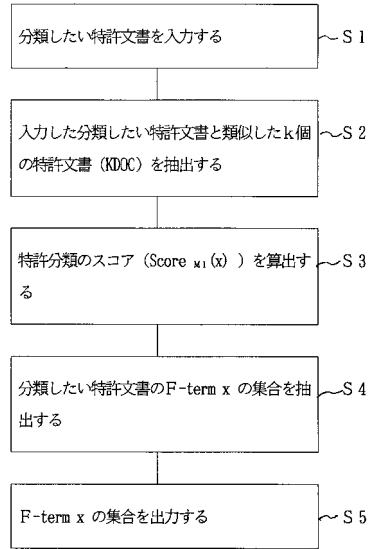 分類したい特許文書を入力する
S1
入力した分類したい特許文書と類似したk個
の特許文書（KDOC）を抽出する
S2
特許分類のスコア（Score M1(x) ）を算出す
る
S3
分類したい特許文書のF-term x の集合を抽
出する
S4
F-term x の集合を出力する
S5